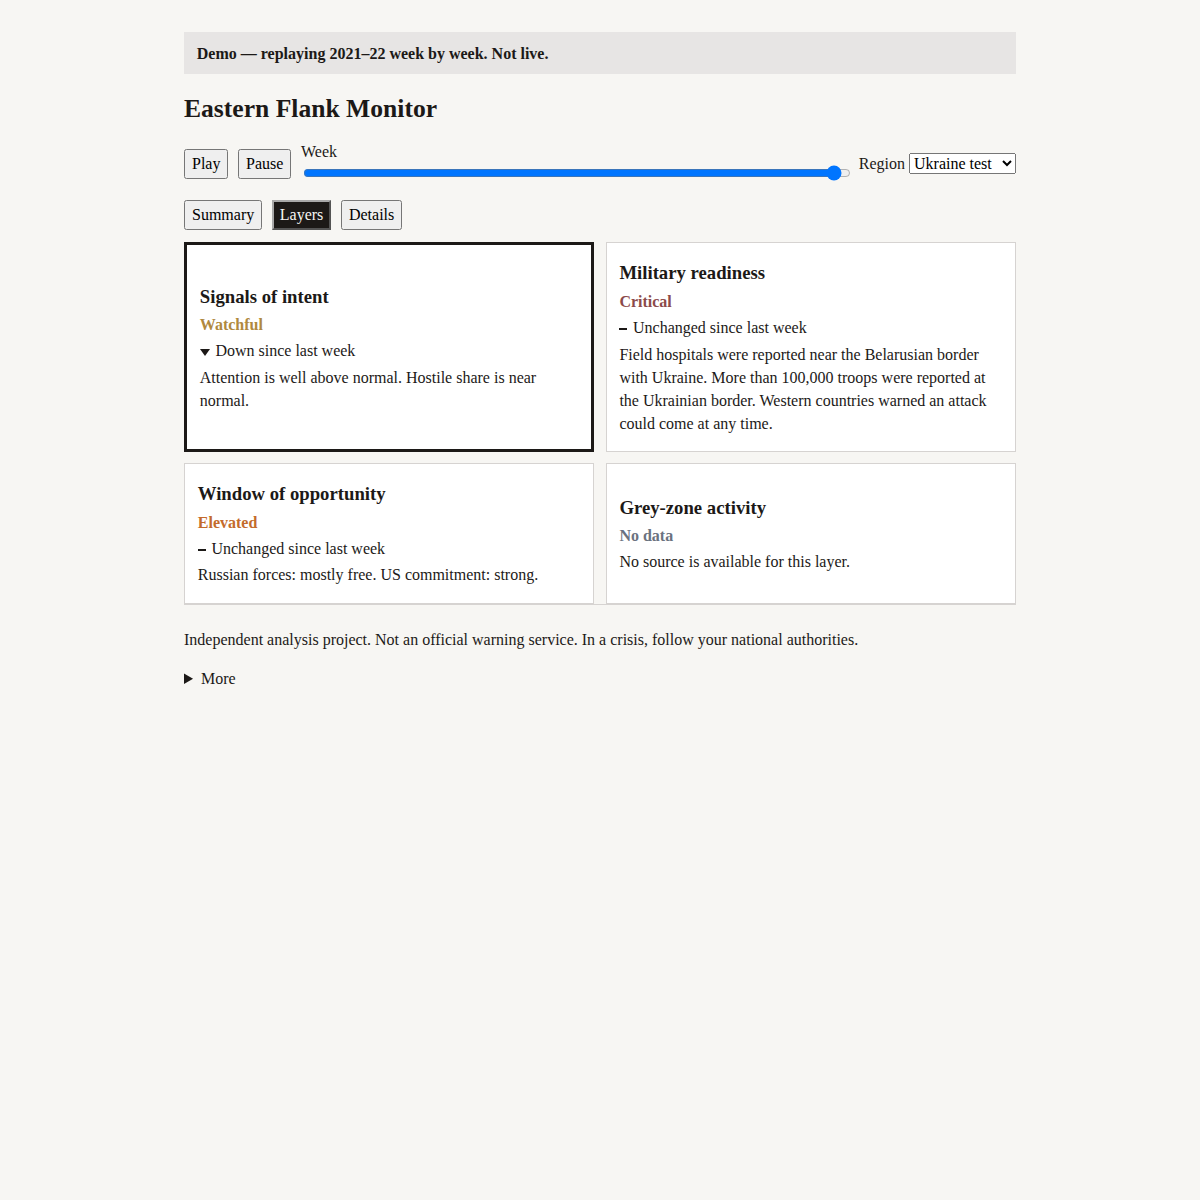 Demo — replaying 2021–22 week by week. Not live.
Eastern Flank Monitor
Play
Pause
Week
Region Ukraine test
Summary
Layers
Details
Signals of intent
Watchful
Down since last week
Attention is well above normal. Hostile share is near
normal.
Military readiness
Critical
Unchanged since last week
Field hospitals were reported near the Belarusian border
with Ukraine. More than 100,000 troops were reported at
the Ukrainian border. Western countries warned an attack
could come at any time.
Window of opportunity
Elevated
Unchanged since last week
Russian forces: mostly free. US commitment: strong.
Grey-zone activity
No data
No source is available for this layer.
Independent analysis project. Not an official warning service. In a crisis, follow your national authorities.
More